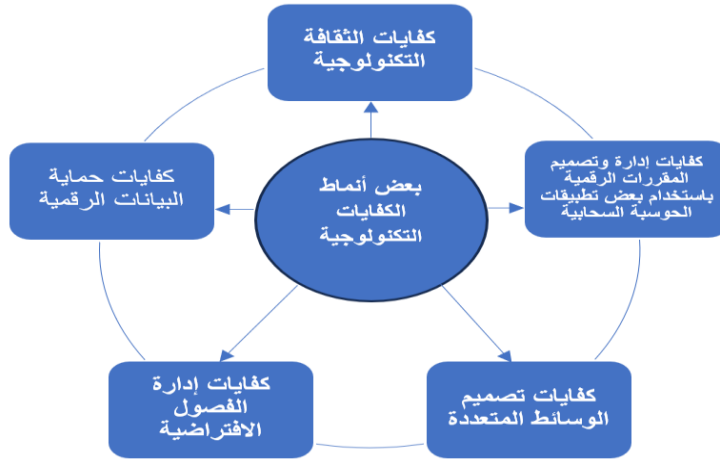 كفايات الثقافة
التكنولوجية
كفايات إدارة وتصميم
المقررات الرقمية
باستخدام بعض تطبيقات
الحوسبة السحابية
كفايات حماية
البيانات الرقمية
بعض أنماط
الكفايات
التكنولوجية
كفايات تصميم
الوسائط المتعددة
كفايات إدارة
الفصول
الافتراضية